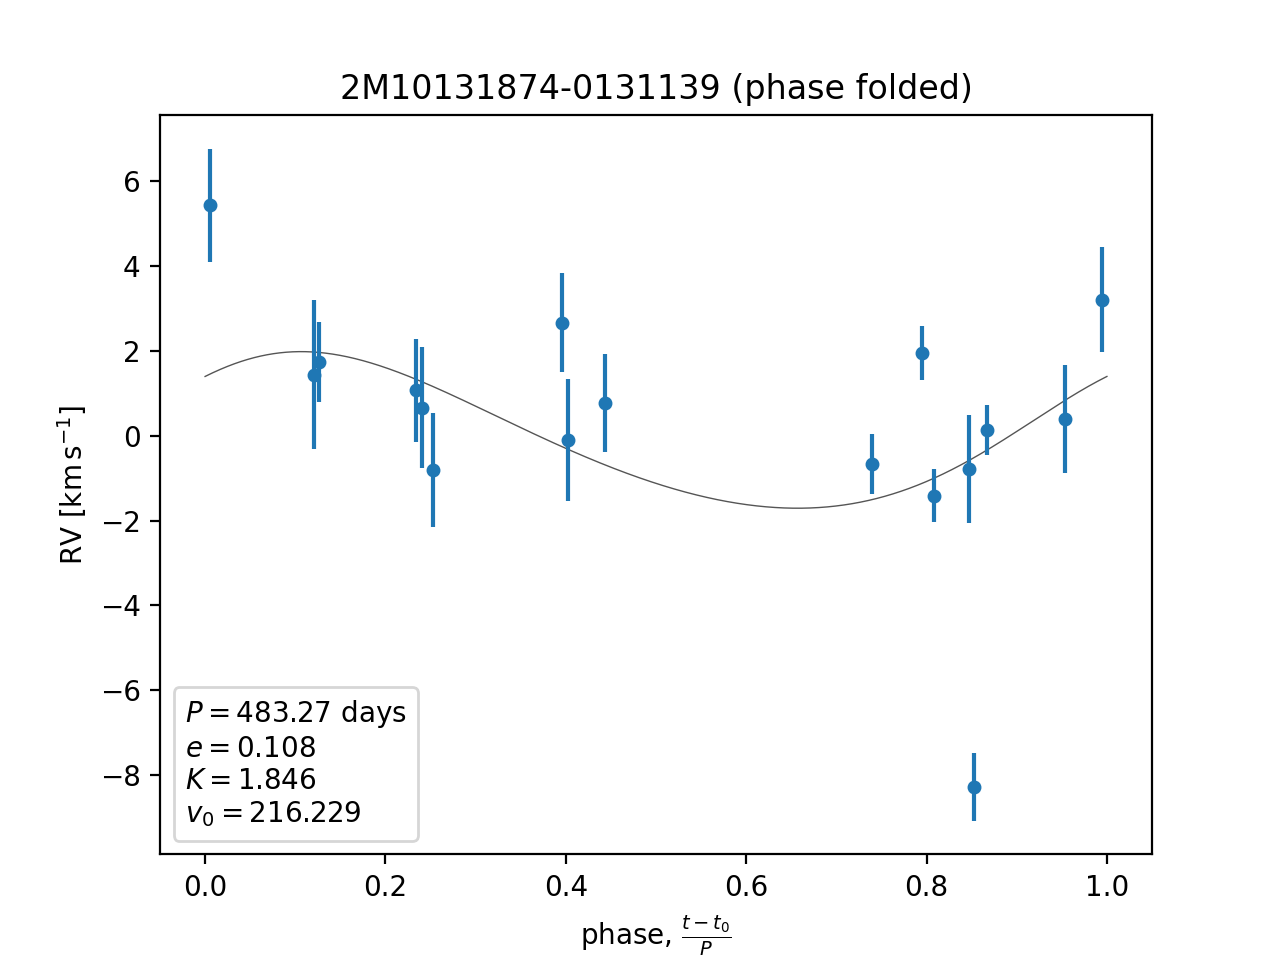 2M10131874-0131139 (phase folded)
RV [km s⁻¹]
6
4
2
0
−2
−4
−6
−8
P = 483.27 days
e = 0.108
K = 1.846
v₀ = 216.229
0.0 0.2 0.4 0.6 0.8 1.0
phase, (t − t₀)/P